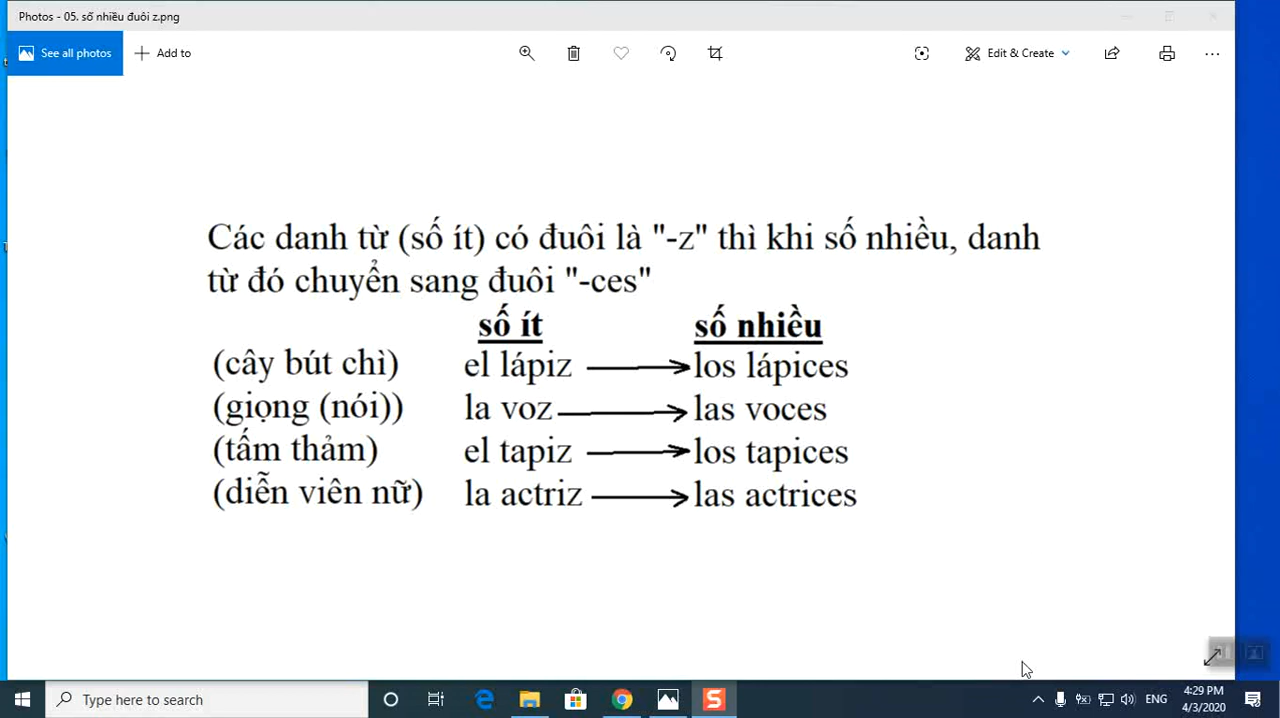 Photos - 05. số nhiều đuôi z.png
See all photos
Add to
Edit & Create
Các danh từ (số ít) có đuôi là "-z" thì khi số nhiều, danh
từ đó chuyển sang đuôi "-ces"
số ít số nhiều
(cây bút chì) el lápiz los lápices
(giọng (nói)) la voz las voces
(tấm thảm) el tapiz los tapices
(diễn viên nữ) la actriz las actrices
Type here to search
ENG
4:29 PM
4/3/2020